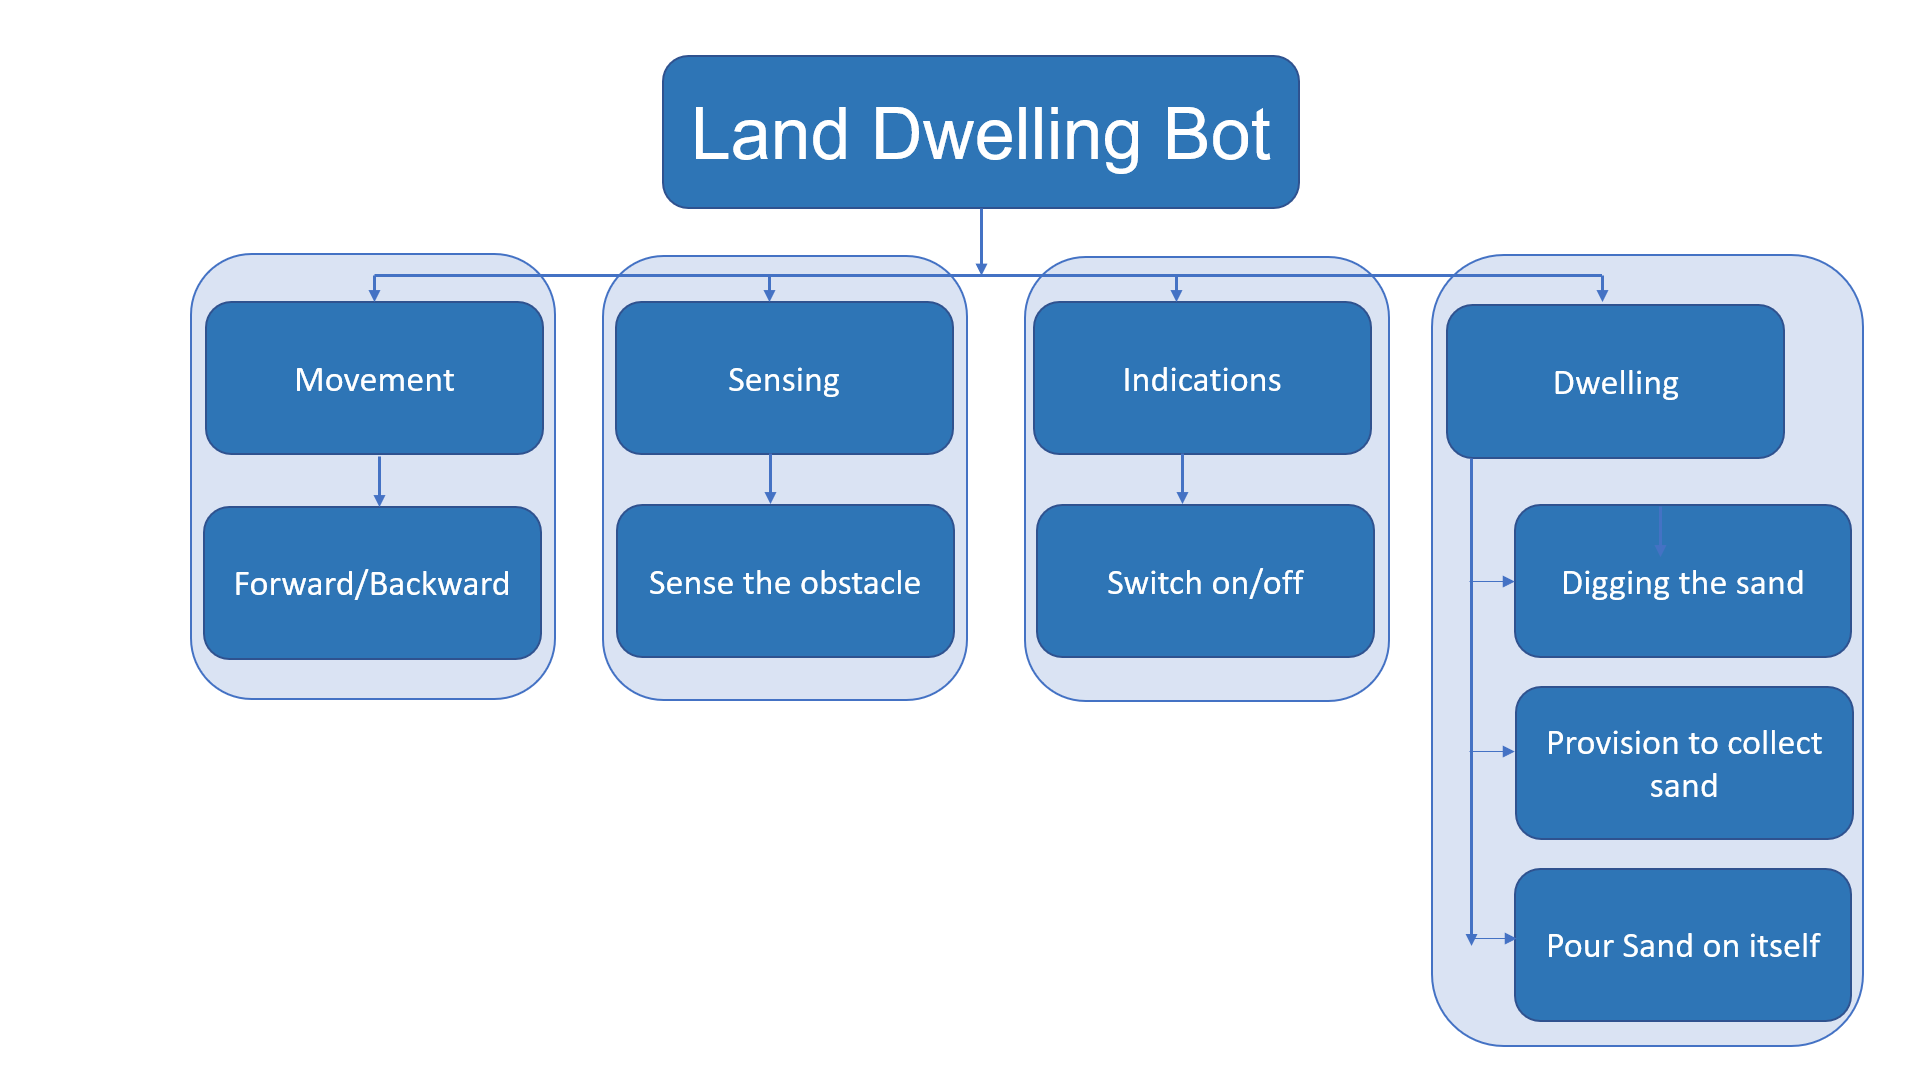 Land Dwelling Bot
Movement
Sensing
Indications
Dwelling
Forward/Backward
Sense the obstacle
Switch on/off
Digging the sand
Provision to collect
sand
Pour Sand on itself